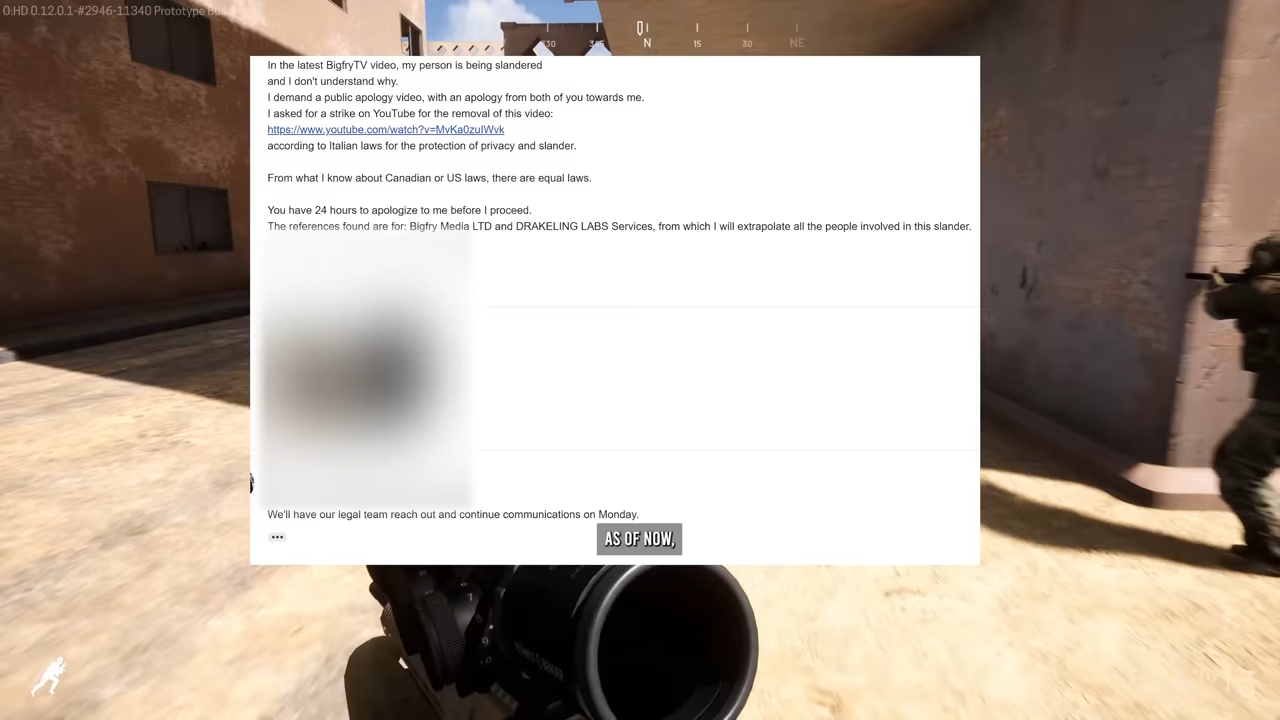 O:HD 0.12.0.1-#2946-11340 Prototype
330 345 N 15 30 NE
In the latest BigfryTV video, my person is being slandered
and I don't understand why.
I demand a public apology video, with an apology from both of you towards me.
I asked for a strike on YouTube for the removal of this video:
https://www.youtube.com/watch?v=MvKa0zuIWvk
according to Italian laws for the protection of privacy and slander.
From what I know about Canadian or US laws, there are equal laws.
You have 24 hours to apologize to me before I proceed.
The references found are for: Bigfry Media LTD and DRAKELING LABS Services, from which I will extrapolate all the people involved in this slander.
We'll have our legal team reach out and continue communications on Monday.
AS OF NOW,